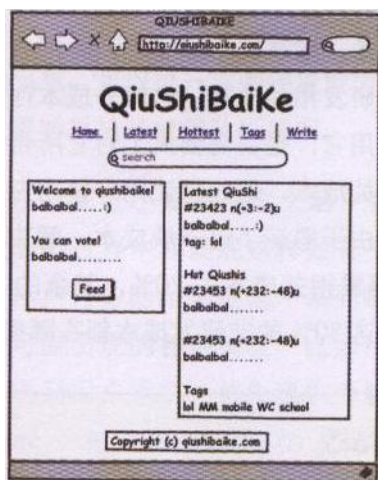 QIUSHIBAIKE
http://qiushibaike.com/
QiuShiBaiKe
Home | Latest | Hottest | Tags | Write
search
Welcome to qiushibaike!
balbalbal.....:)
You can vote!
balbalbal.........
Feed
Latest QiuShi
#23423 n(+3:-2)u
balbalbal.....:)
tag: lol
Hot Qiushis
#23453 n(+232:-48)u
balbalbal.......
#23453 n(+232:-48)u
balbalbal.......
Tags
lol MM mobile WC school
Copyright (c) qiushibaike.com